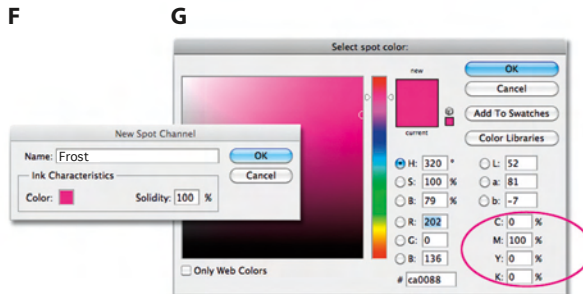 F
G
Select spot color:
new
current
OK
Cancel
Add To Swatches
Color Libraries
New Spot Channel
Name: Frost
OK
Ink Characteristics
Cancel
Color:
Solidity: 100 %
H: 320 °
L: 52
S: 100 %
a: 81
B: 79 %
b: -7
R: 202
C: 0 %
G: 0
M: 100 %
B: 136
Y: 0 %
Only Web Colors
# ca0088
K: 0 %